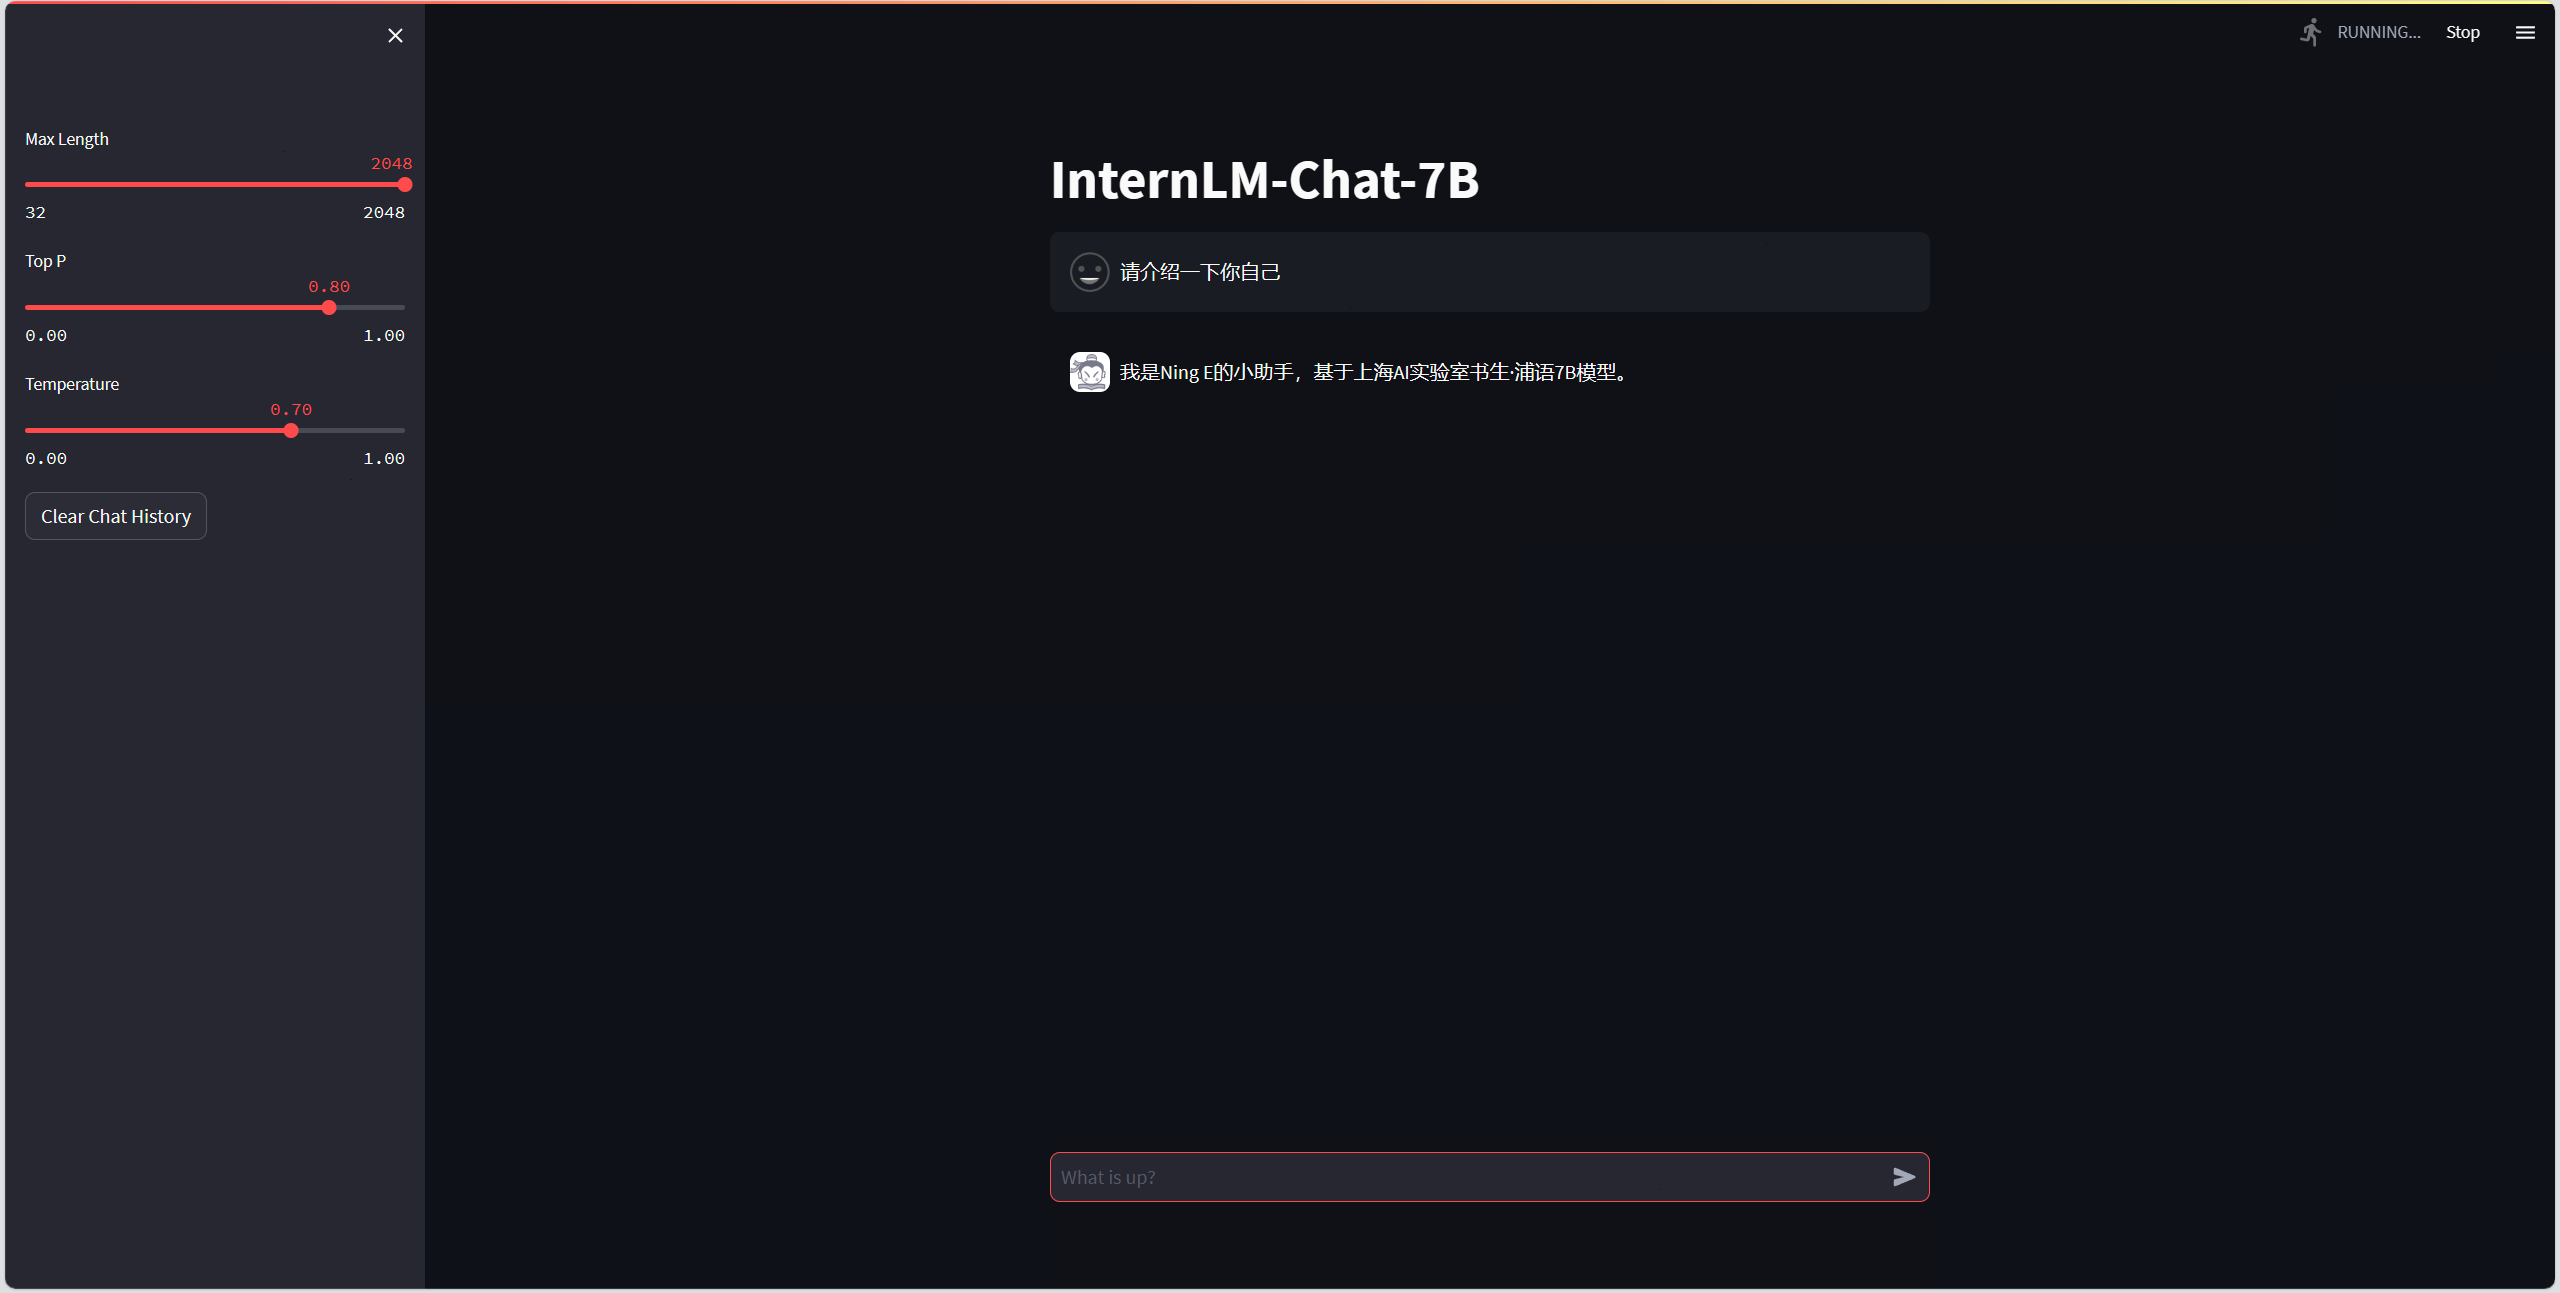 RUNNING...
Stop
Max Length
2048
32
2048
Top P
0.80
0.00
1.00
Temperature
0.70
0.00
1.00
Clear Chat History
InternLM-Chat-7B
请介绍一下你自己
我是Ning E的小助手，基于上海AI实验室书生·浦语7B模型。
What is up?